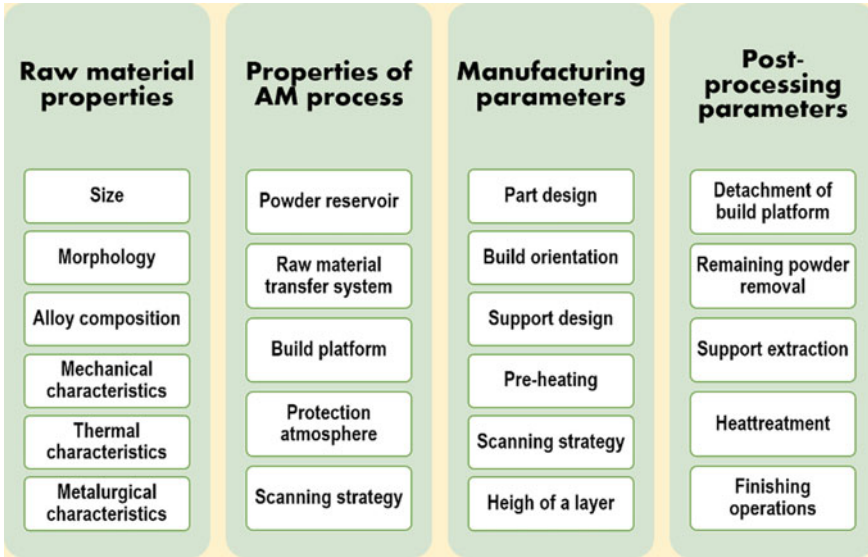 Raw material
properties
Size
Morphology
Alloy composition
Mechanical
characteristics
Thermal
characteristics
Metalurgical
characteristics
Properties of
AM process
Powder reservoir
Raw material
transfer system
Build platform
Protection
atmosphere
Scanning strategy
Manufacturing
parameters
Part design
Build orientation
Support design
Pre-heating
Scanning strategy
Heigh of a layer
Post-
processing
parameters
Detachment of
build platform
Remaining powder
removal
Support extraction
Heattreatment
Finishing
operations